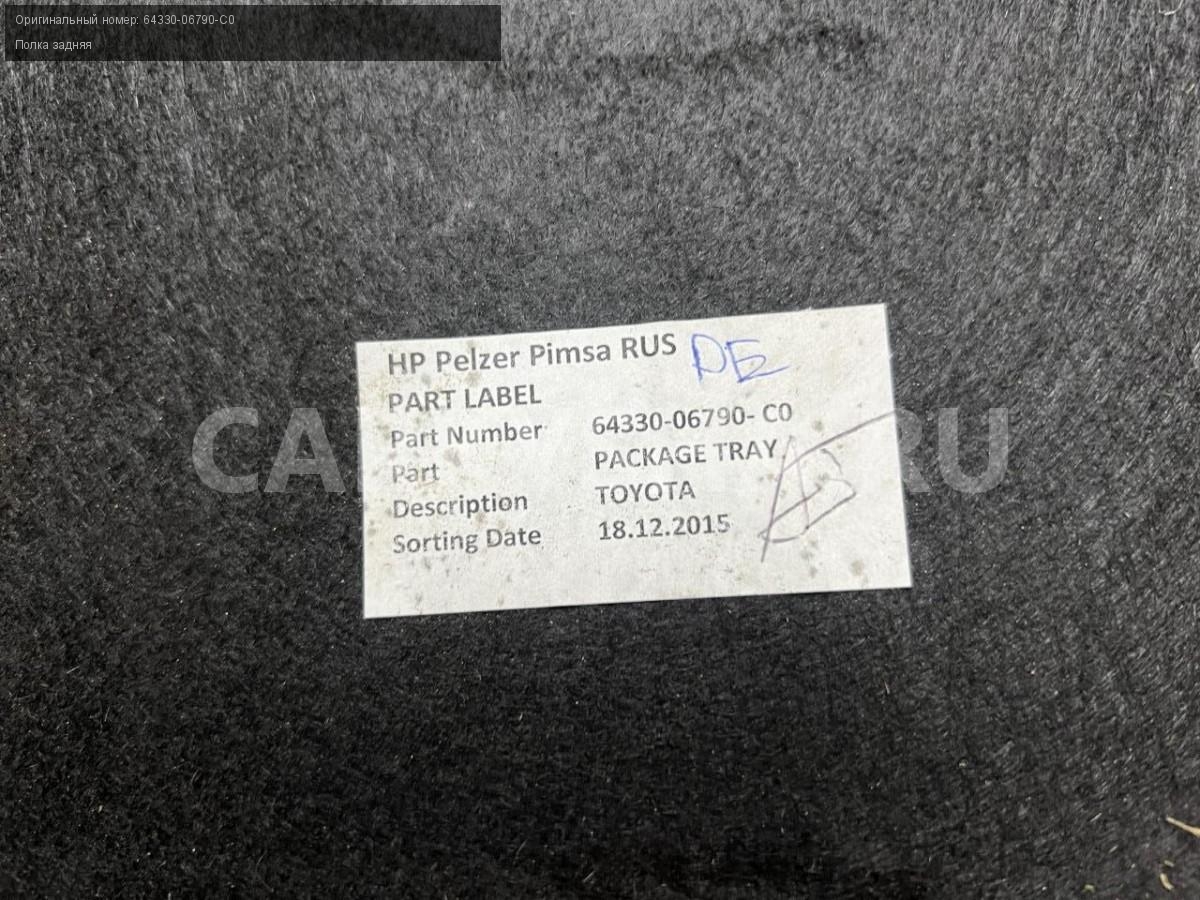 Оригинальный номер: 64330-06790-C0
Полка задняя
HP Pelzer Pimsa RUS
PART LABEL
Part Number 64330-06790- C0
Part PACKAGE TRAY
Description TOYOTA
Sorting Date 18.12.2015